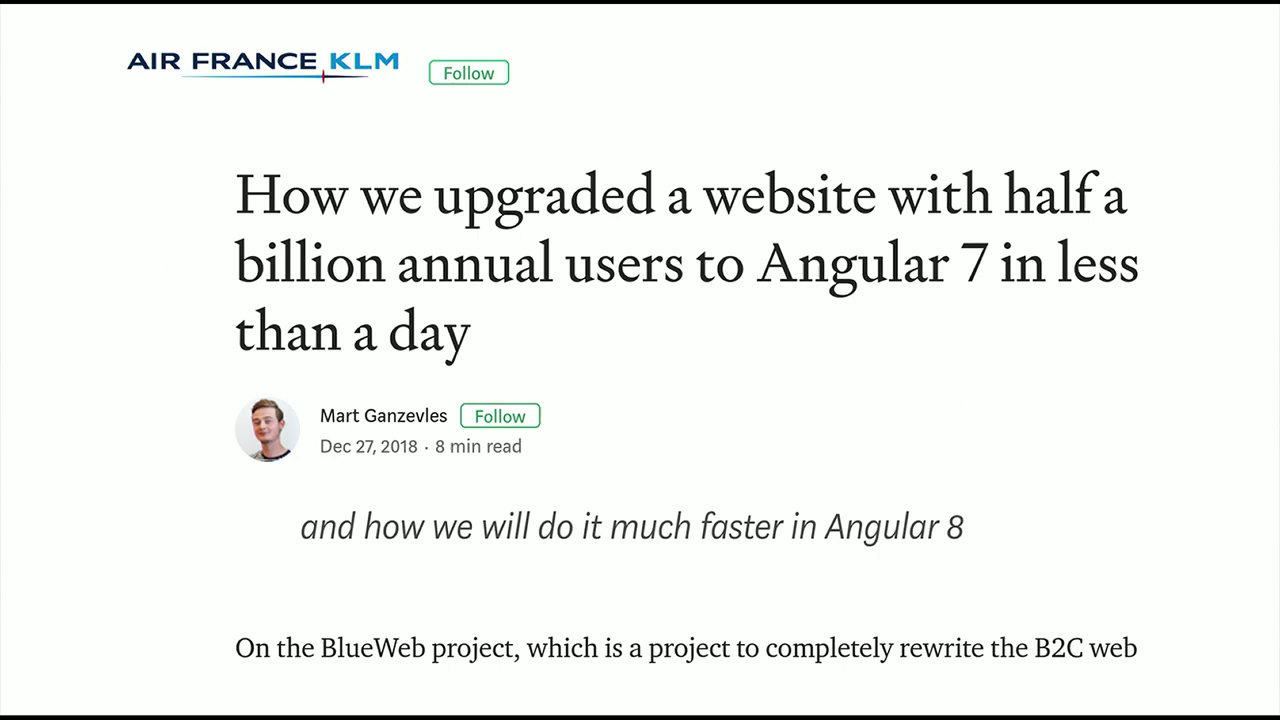 AIR FRANCE KLM
Follow
How we upgraded a website with half a
billion annual users to Angular 7 in less
than a day
Mart Ganzevles Follow
Dec 27, 2018 · 8 min read
and how we will do it much faster in Angular 8
On the BlueWeb project, which is a project to completely rewrite the B2C web